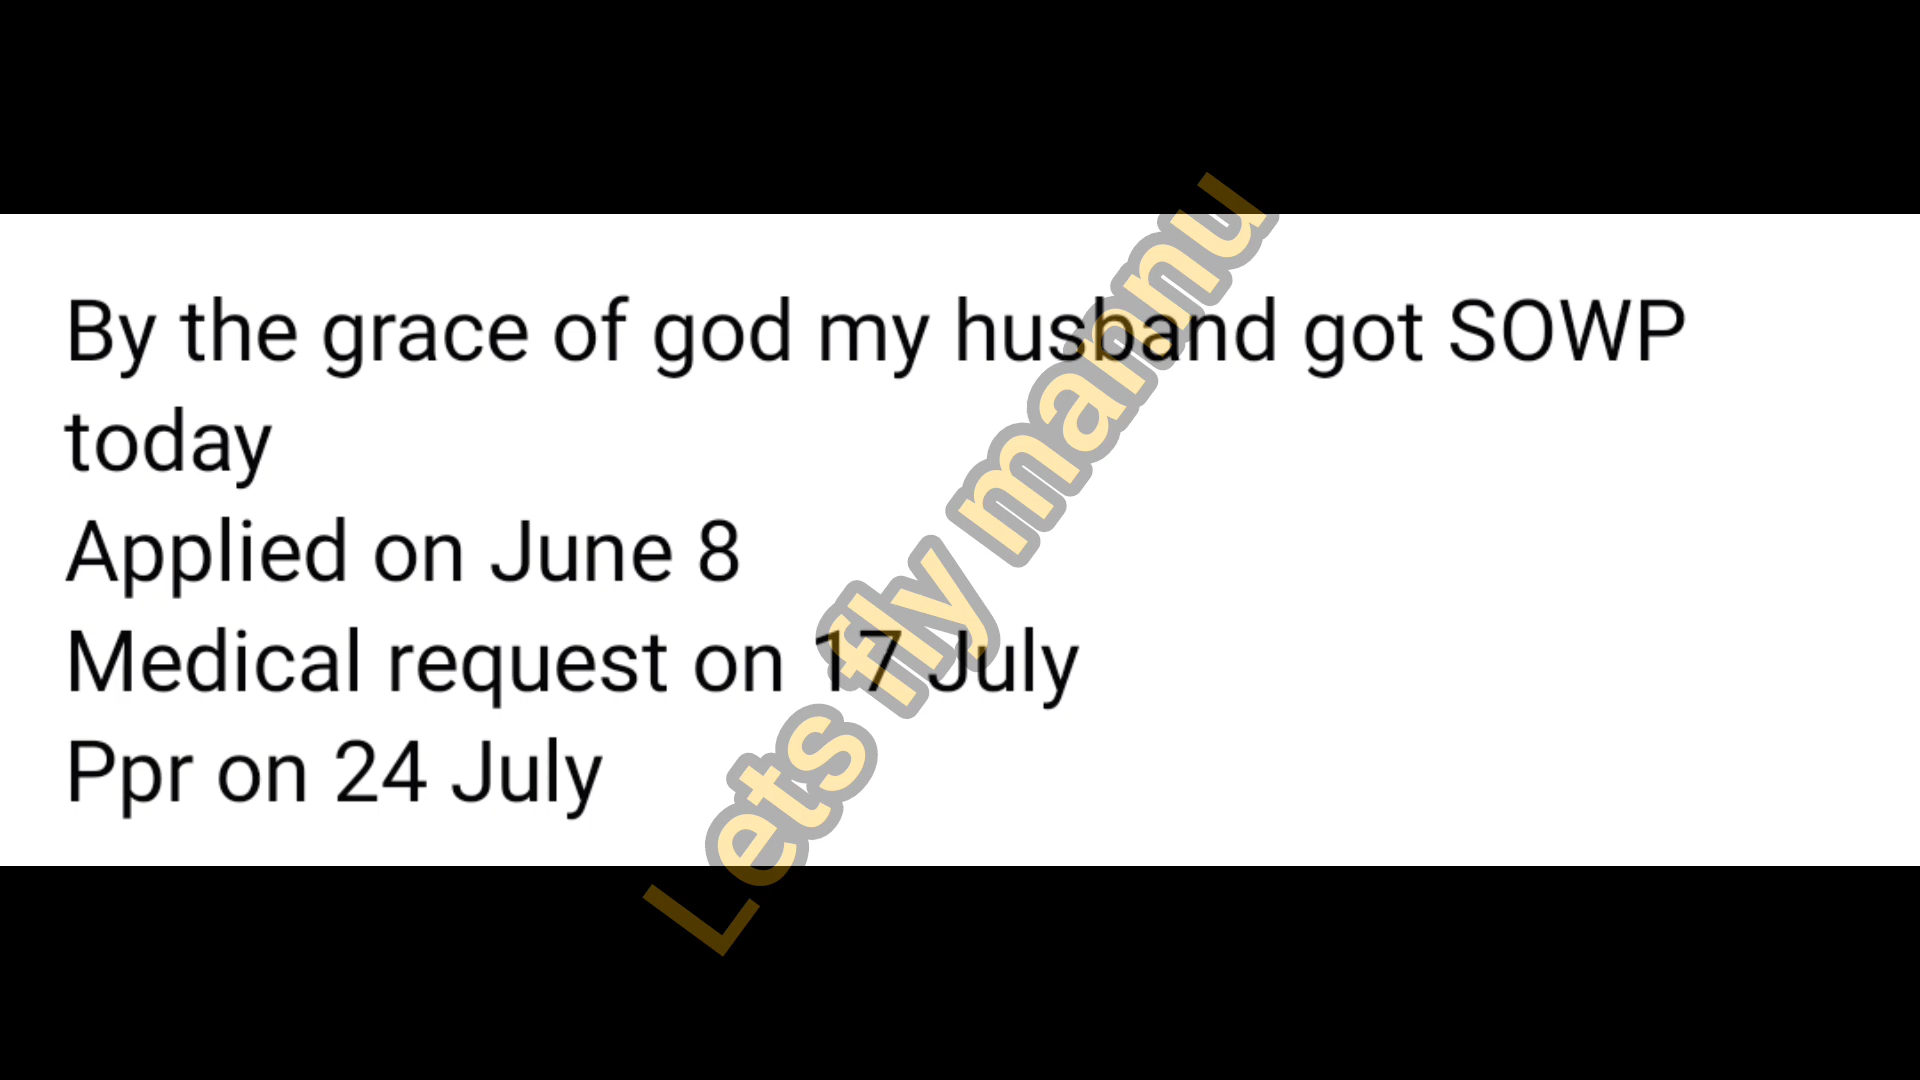 By the grace of god my husband got SOWP
today
Applied on June 8
Medical request on 17 July
Ppr on 24 July
Lets fly mannu